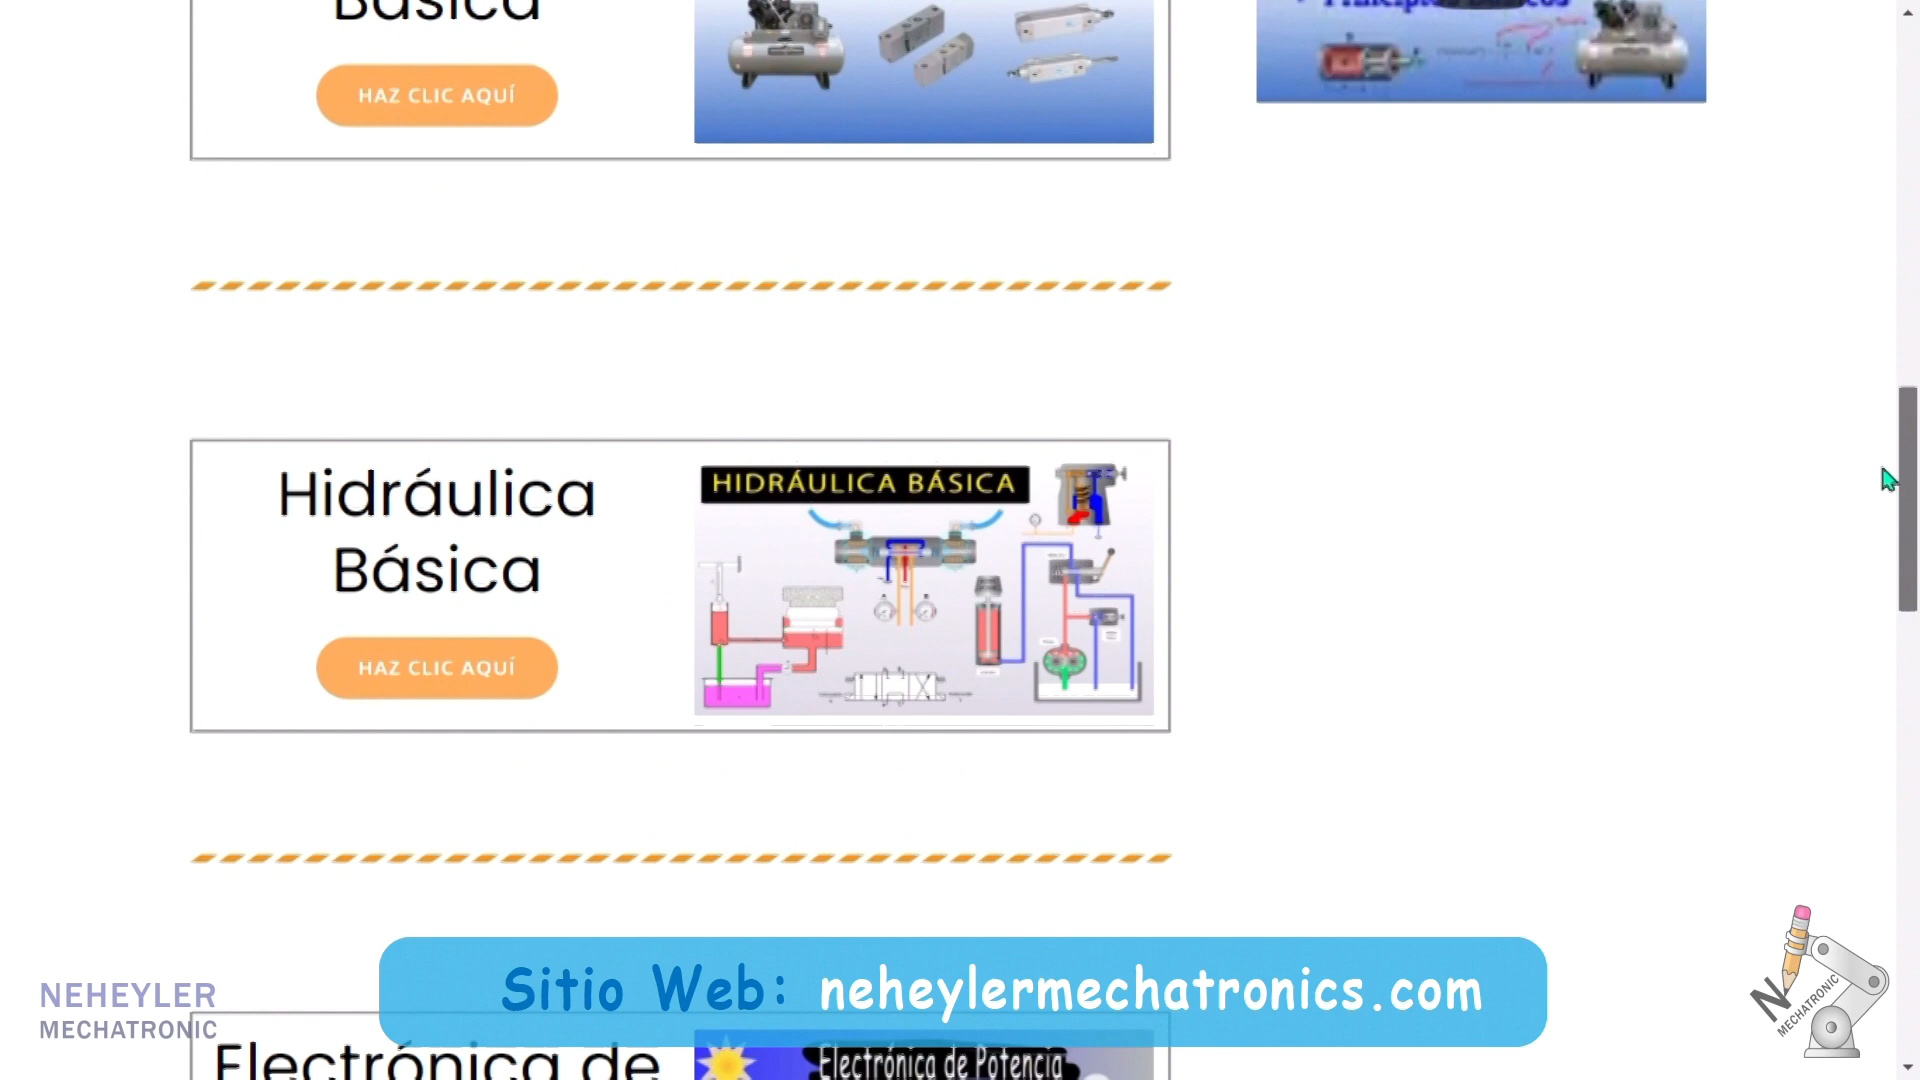 Básica
HAZ CLIC AQUÍ
Hidráulica
Básica
HAZ CLIC AQUÍ
HIDRÁULICA BÁSICA
Sitio Web: neheylermechatronics.com
NEHEYLER
MECHATRONIC
Electrónica de
Electrónica de Potencia
N
MECHATRONIC